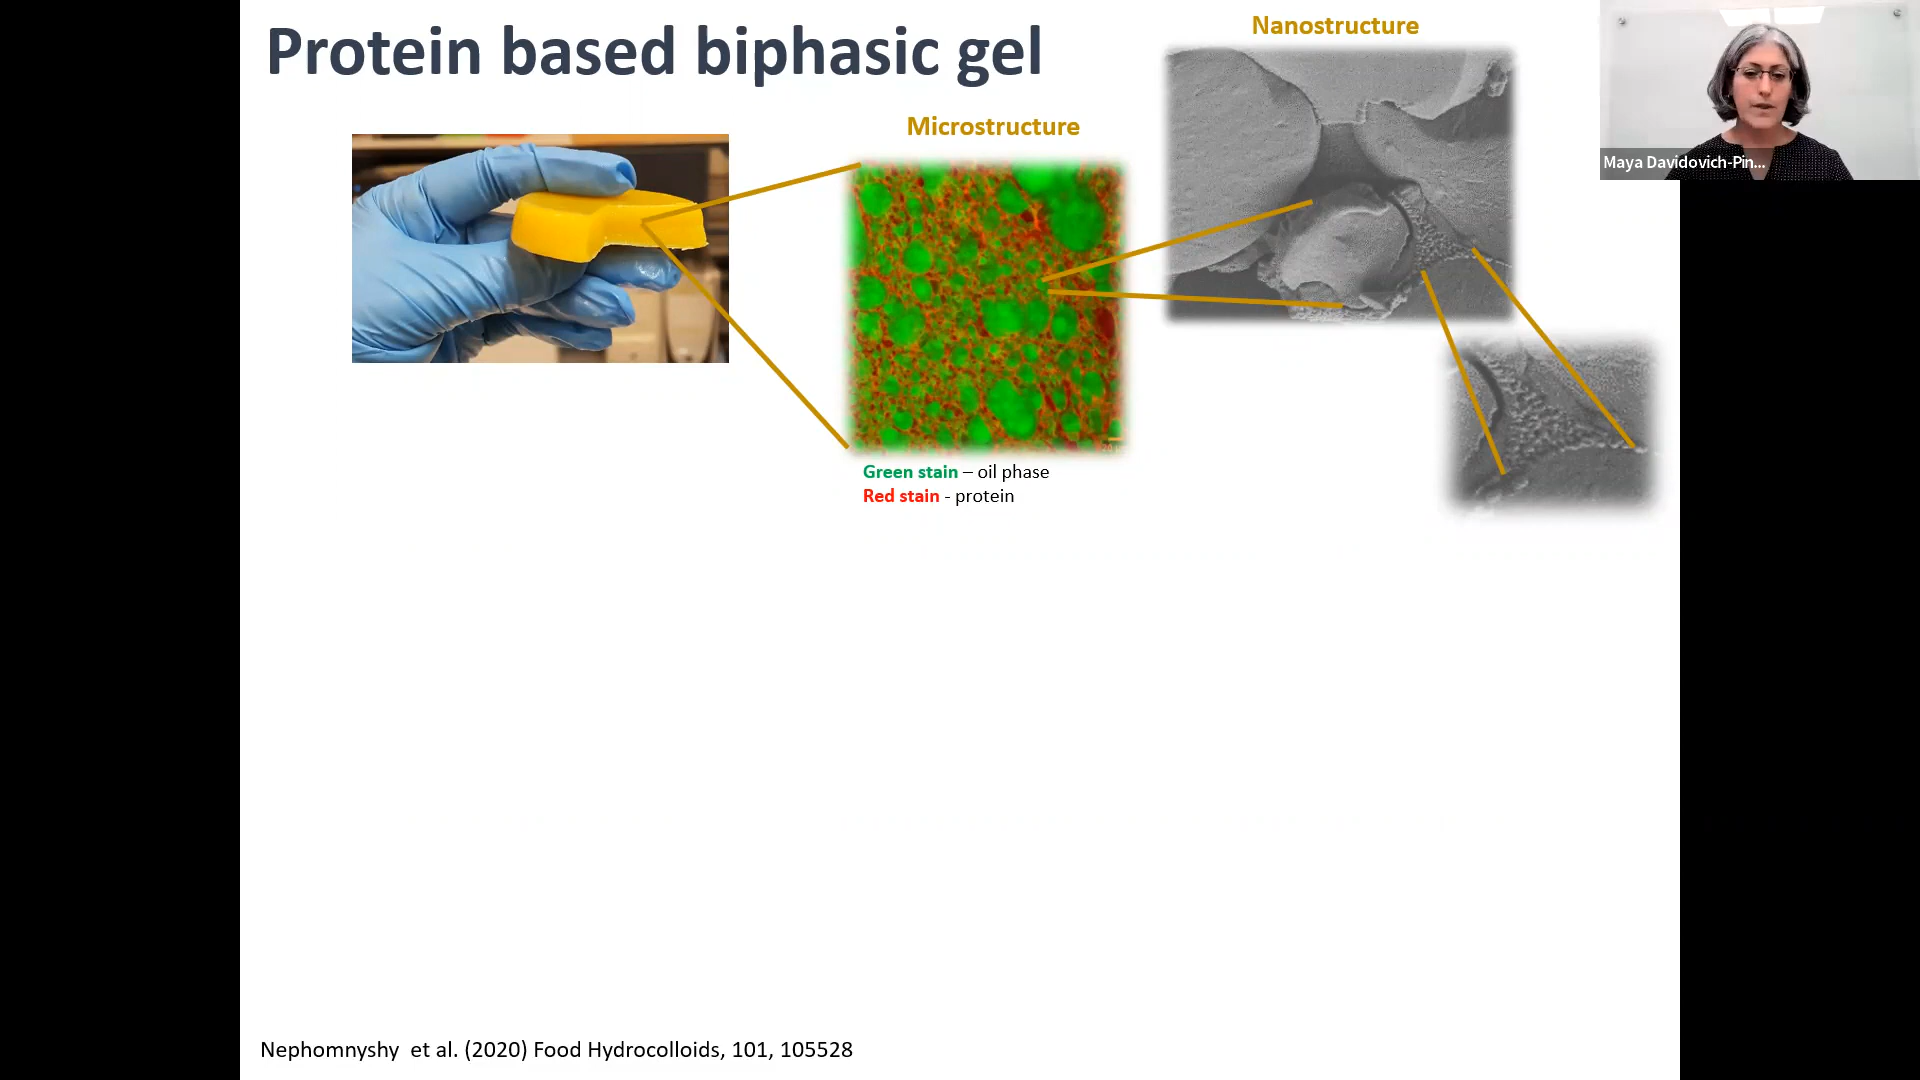 Protein based biphasic gel
Nanostructure
Microstructure
Maya Davidovich-Pin...
Green stain – oil phase
Red stain - protein
Nephomnyshy et al. (2020) Food Hydrocolloids, 101, 105528